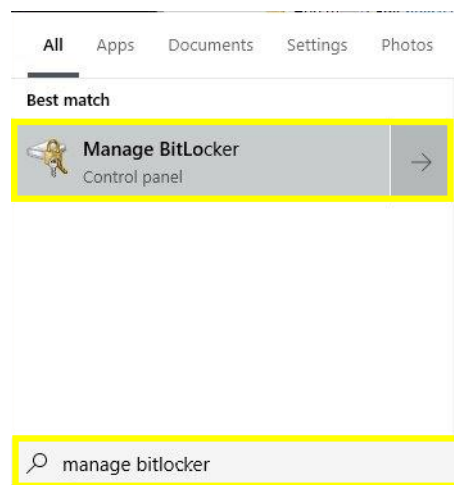 All Apps Documents Settings Photos
Best match
Manage BitLocker
Control panel
manage bitlocker